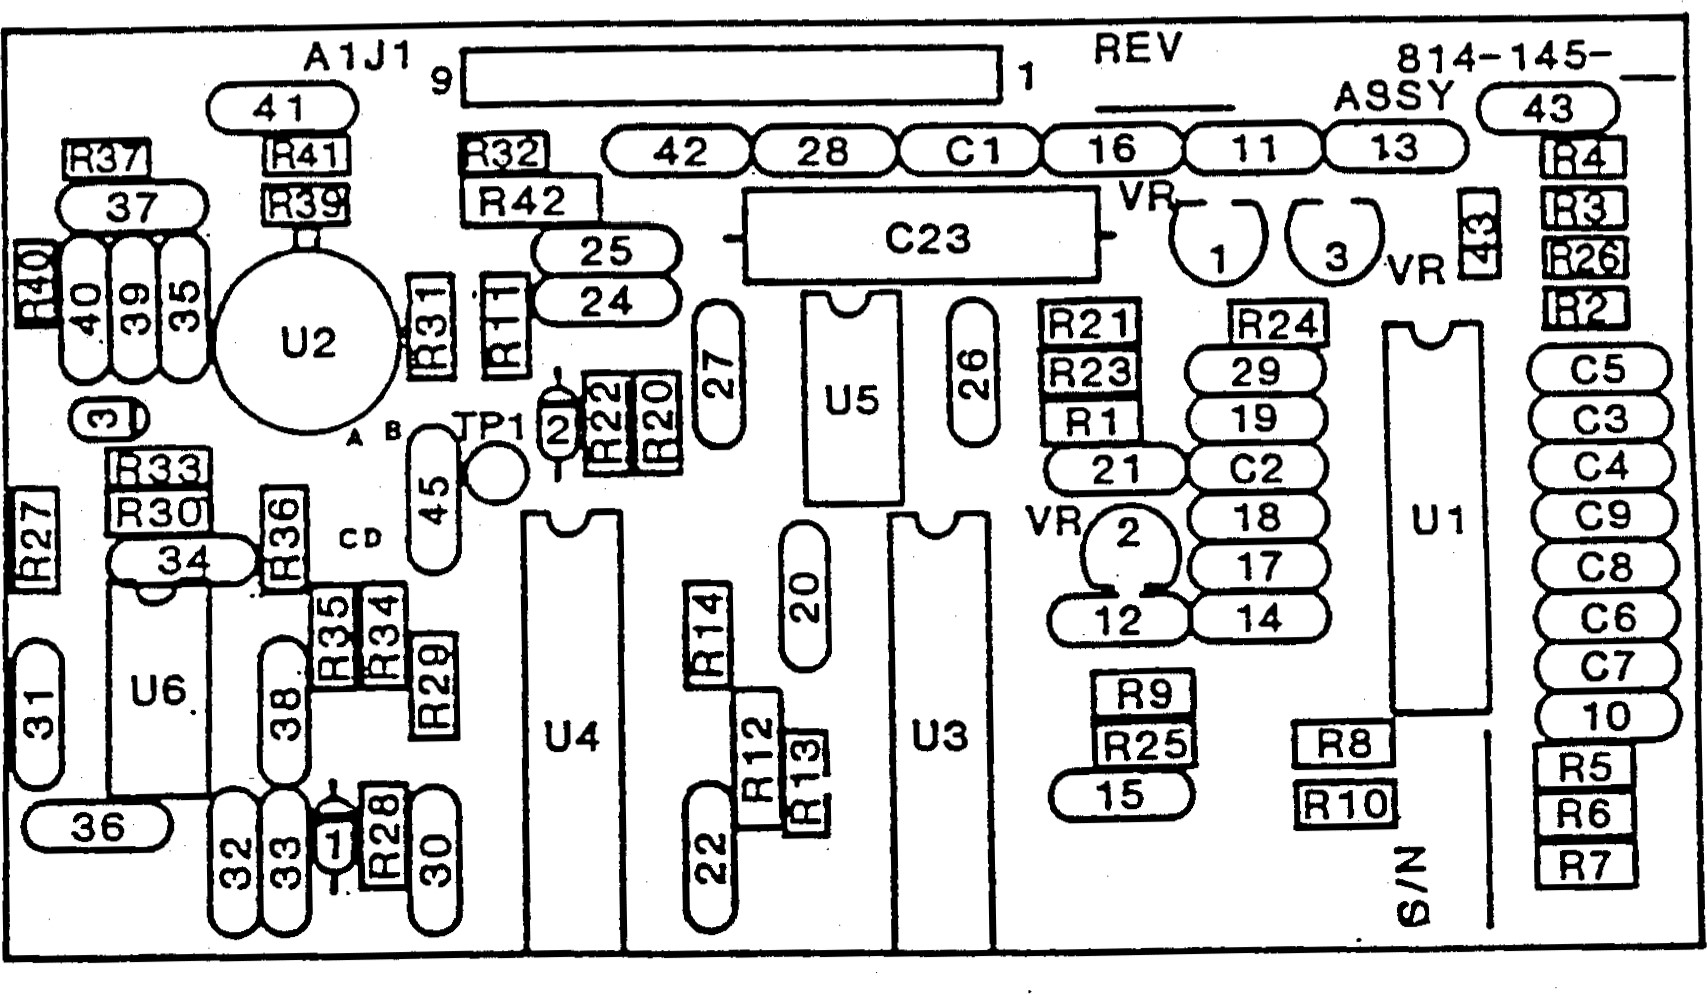 A1J1 9 1 REV 814-145-
ASSY
41 43
R37 R41 R32 42 28 C1 16 11 13 R4
37 R39 R42 VR R3
25 C23 1 3 VR 43 R26
R40 40 39 35 U2 R31 R11 24 R2
27 U5 26 R21 R24 U1
R23 29 C5
3 A B TP1 2 R22 R20 R1 19 C3
R33 45 21 C2 C4
R27 R30 R36 VR 2 18 C9
34 C D 17 C8
R35 R34 R14 20 12 14 C6
31 U6 38 R29 R9 C7
U4 R12 R13 U3 R25 R8 10
R5
36 15 R10 R6
32 33 1 R28 30 22 S/N R7